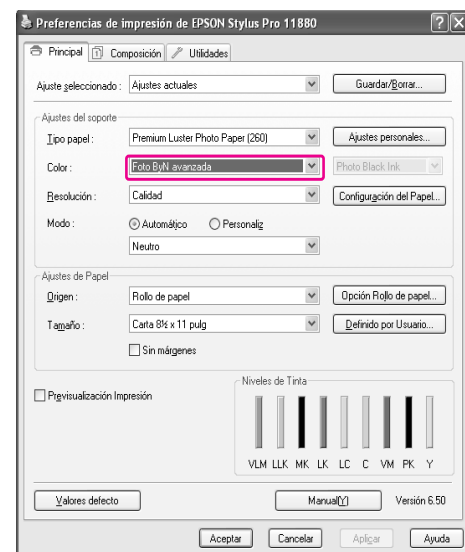 Preferencias de impresión de EPSON Stylus Pro 11880
Principal Composición Utilidades
Ajuste seleccionado : Ajustes actuales Guardar/Borrar...
Ajustes del soporte
Tipo papel : Premium Luster Photo Paper (260) Ajustes personales...
Color : Foto ByN avanzada Photo Black Ink
Resolución : Calidad Configuración del Papel...
Modo : Automático Personaliz
Neutro
Ajustes de Papel
Origen : Rollo de papel Opción Rollo de papel...
Tamaño : Carta 8½ x 11 pulg Definido por Usuario...
Sin márgenes
Previsualización Impresión
Niveles de Tinta
VLM LLK MK LK LC C VM PK Y
Valores defecto Manual(Y) Versión 6.50
Aceptar Cancelar Aplicar Ayuda